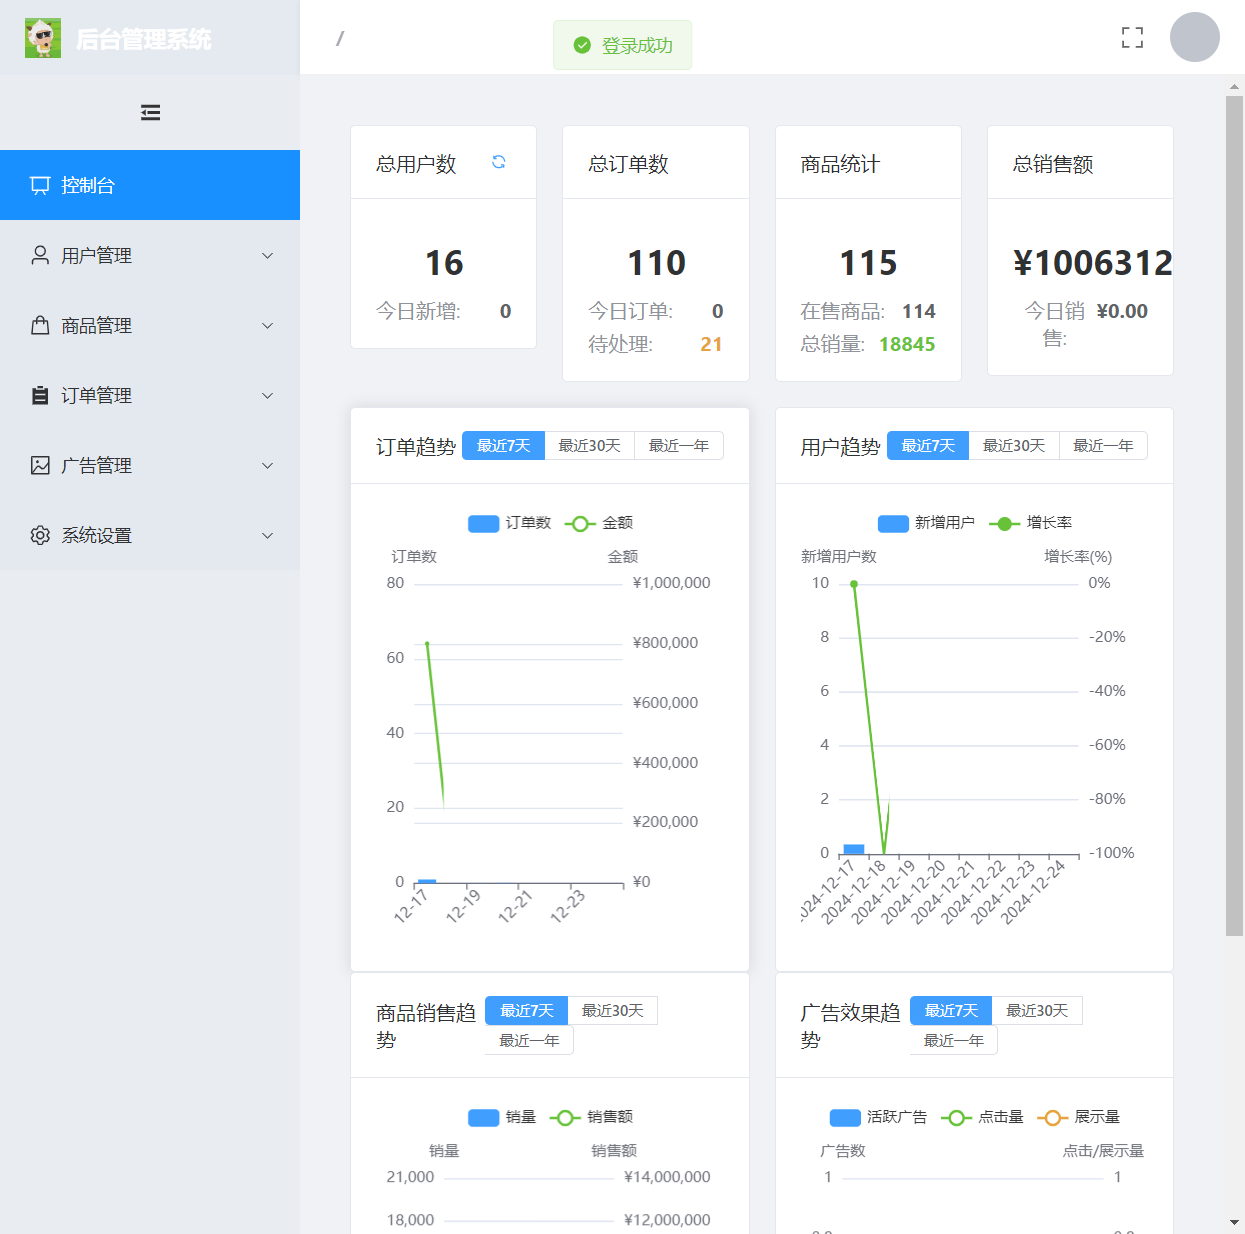 后台管理系统
/
登录成功
控制台
用户管理
商品管理
订单管理
广告管理
系统设置
总用户数
16
今日新增: 0
总订单数
110
今日订单: 0
待处理: 21
商品统计
115
在售商品: 114
总销量: 18845
总销售额
¥1006312
今日销售: ¥0.00
订单趋势 最近7天 最近30天 最近一年
订单数 金额
订单数 金额
80 ¥1,000,000
¥800,000
60
¥600,000
40
¥400,000
20
¥200,000
0 ¥0
12-17 12-19 12-21 12-23
用户趋势 最近7天 最近30天 最近一年
新增用户 增长率
新增用户数 增长率(%)
10 0%
8 -20%
6 -40%
4 -60%
2 -80%
0 -100%
2024-12-17 2024-12-18 2024-12-19 2024-12-20 2024-12-21 2024-12-22 2024-12-23 2024-12-24
商品销售趋势 最近7天 最近30天
最近一年
销量 销售额
销量 销售额
21,000 ¥14,000,000
18,000 ¥12,000,000
广告效果趋势 最近7天 最近30天
最近一年
活跃广告 点击量 展示量
广告数 点击/展示量
1 1